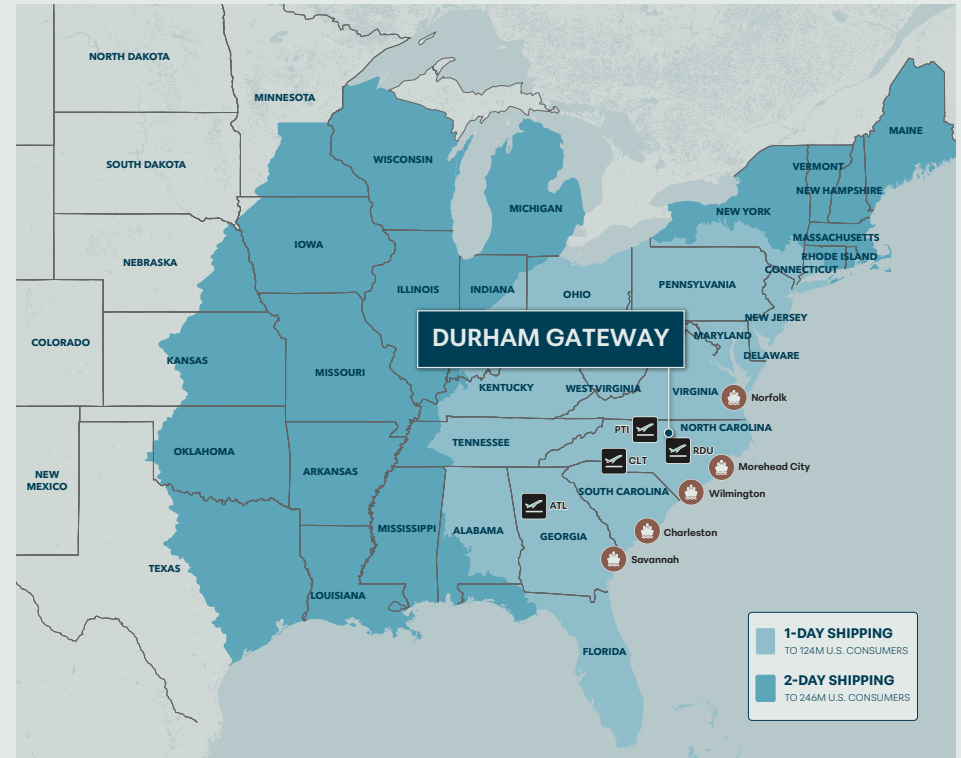 NORTH DAKOTA
MINNESOTA
MAINE
SOUTH DAKOTA
WISCONSIN
VERMONT
NEW HAMPSHIRE
MICHIGAN
NEW YORK
IOWA
MASSACHUSETTS
NEBRASKA
RHODE ISLAND
CONNECTICUT
ILLINOIS
INDIANA
OHIO
PENNSYLVANIA
NEW JERSEY
DURHAM GATEWAY
MARYLAND
COLORADO
DELAWARE
KANSAS
MISSOURI
KENTUCKY
WEST VIRGINIA
VIRGINIA
Norfolk
PTI
NORTH CAROLINA
TENNESSEE
OKLAHOMA
RDU
CLT
Morehead City
ARKANSAS
NEW
MEXICO
SOUTH CAROLINA
Wilmington
ATL
MISSISSIPPI
ALABAMA
GEORGIA
Charleston
Savannah
TEXAS
LOUISIANA
FLORIDA
1-DAY SHIPPING
TO 124M U.S. CONSUMERS
2-DAY SHIPPING
TO 246M U.S. CONSUMERS